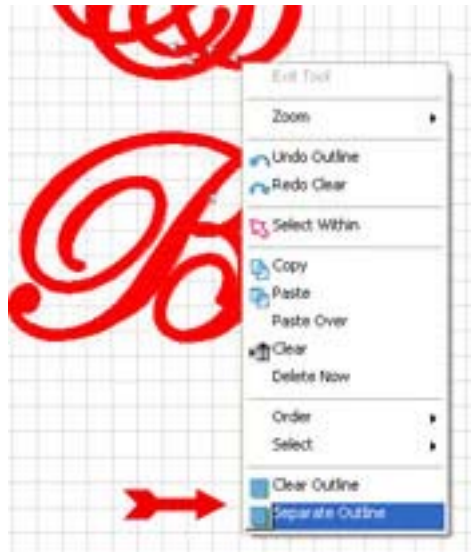 Exit Tool
Zoom
Undo Outline
Redo Clear
Select Within
Copy
Paste
Paste Over
Clear
Delete Now
Order
Select
Clear Outline
Separate Outline
B